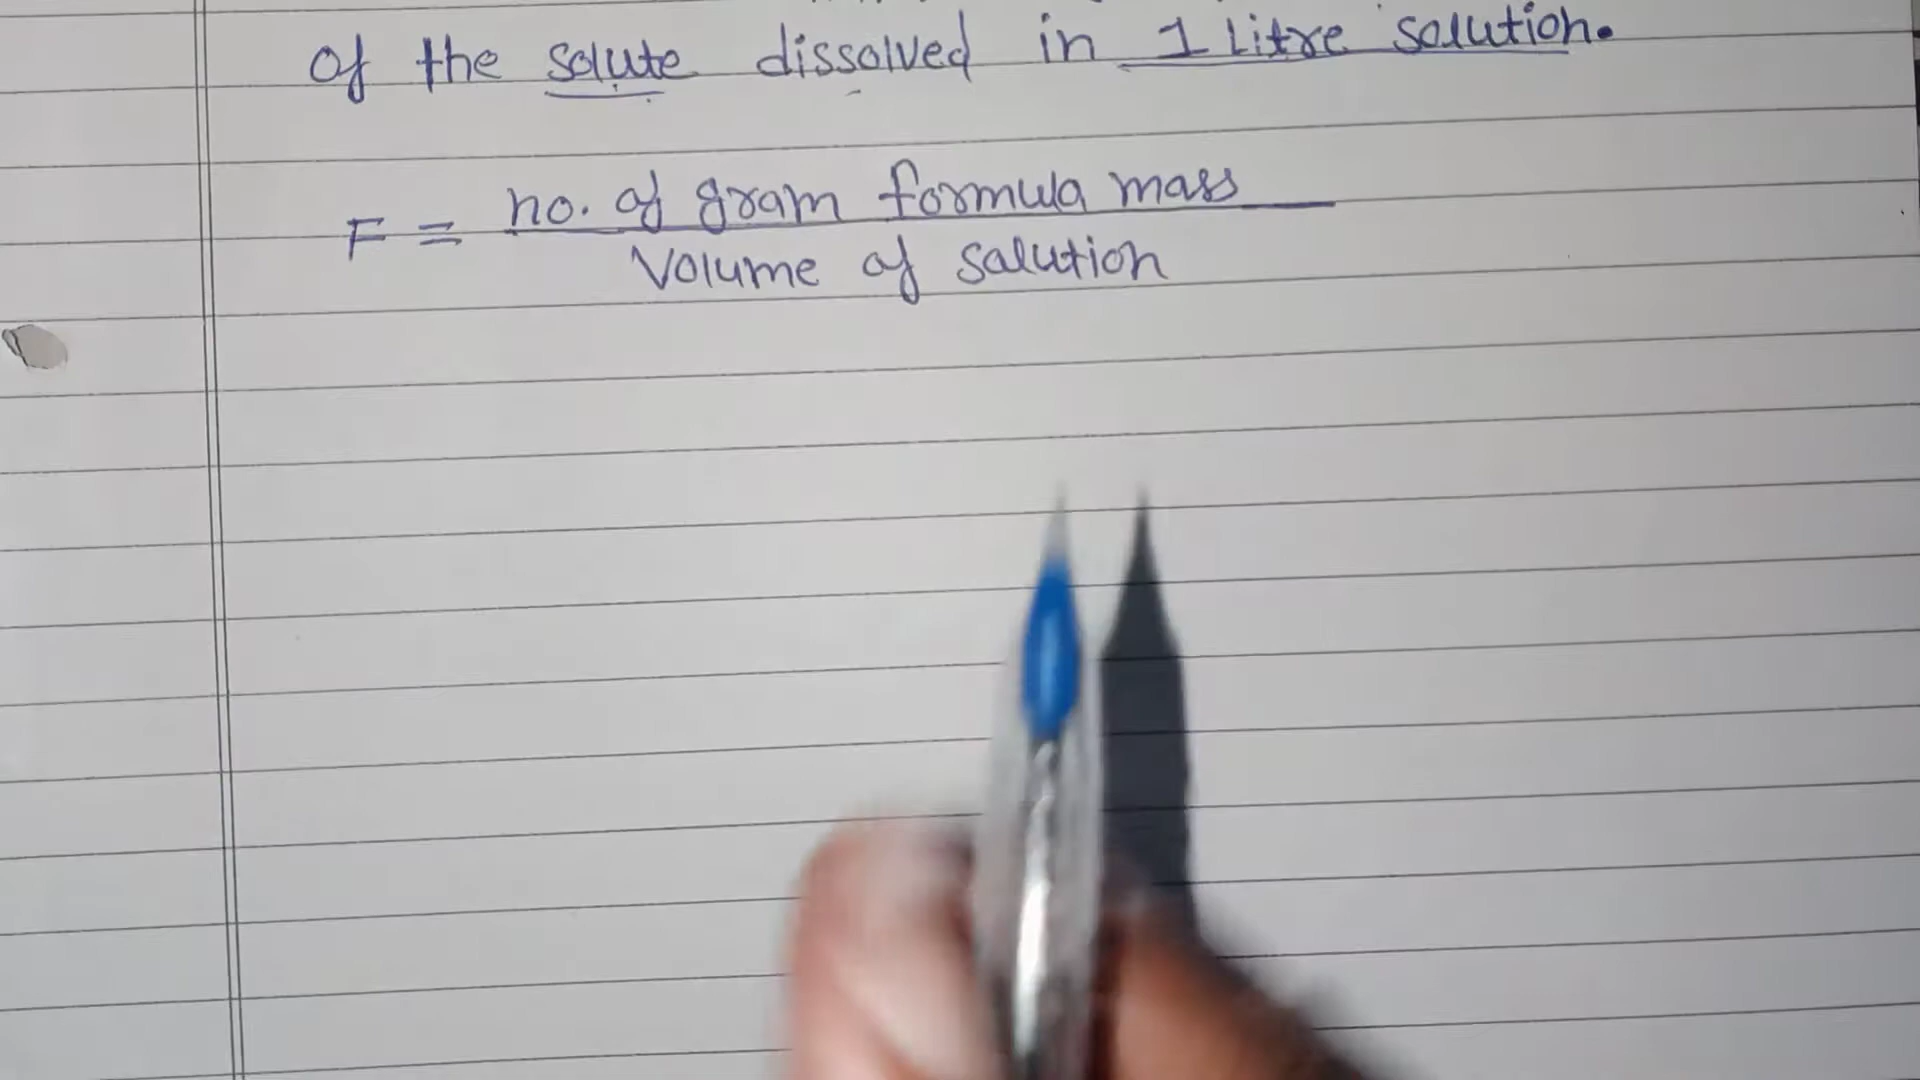 of the solute dissolved in 1 Litre solution.
F = no. of gram formula mass
Volume of solution